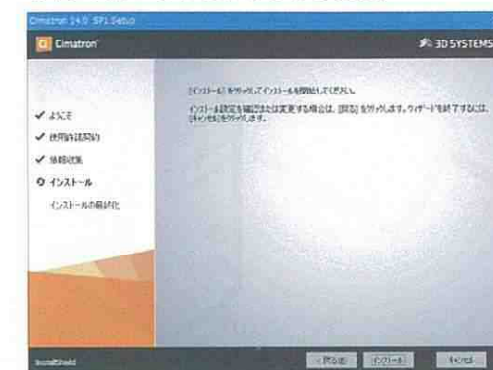 Cimatron 14.0 SP1 Setup
Cimatron
3D SYSTEMS
[インストール] をクリックしてインストールを開始してください。
インストール設定を確認または変更する場合は、[戻る] をクリックします。ウィザードを終了するには、
[キャンセル]をクリックします。
ようこそ
使用許諾契約
情報収集
インストール
インストールの最終化
InstallShield
< 戻る(B)
インストール(I)
キャンセル